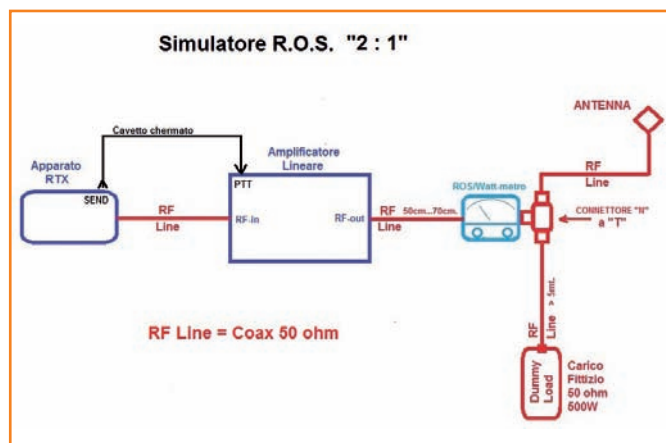 Simulatore R.O.S. "2 : 1"
ANTENNA
Cavetto chermato
Apparato
RTX
SEND
Amplificatore
Lineare
PTT
RF-in
RF-out
RF
Line
RF
Line
50cm...70cm.
ROS/Watt-metro
RF
Line
CONNETTORE "N"
a "T"
RF Line = Coax 50 ohm
RF
Line > 5mt.
Dummy
Load
Carico
Fittizio
50 ohm
500W